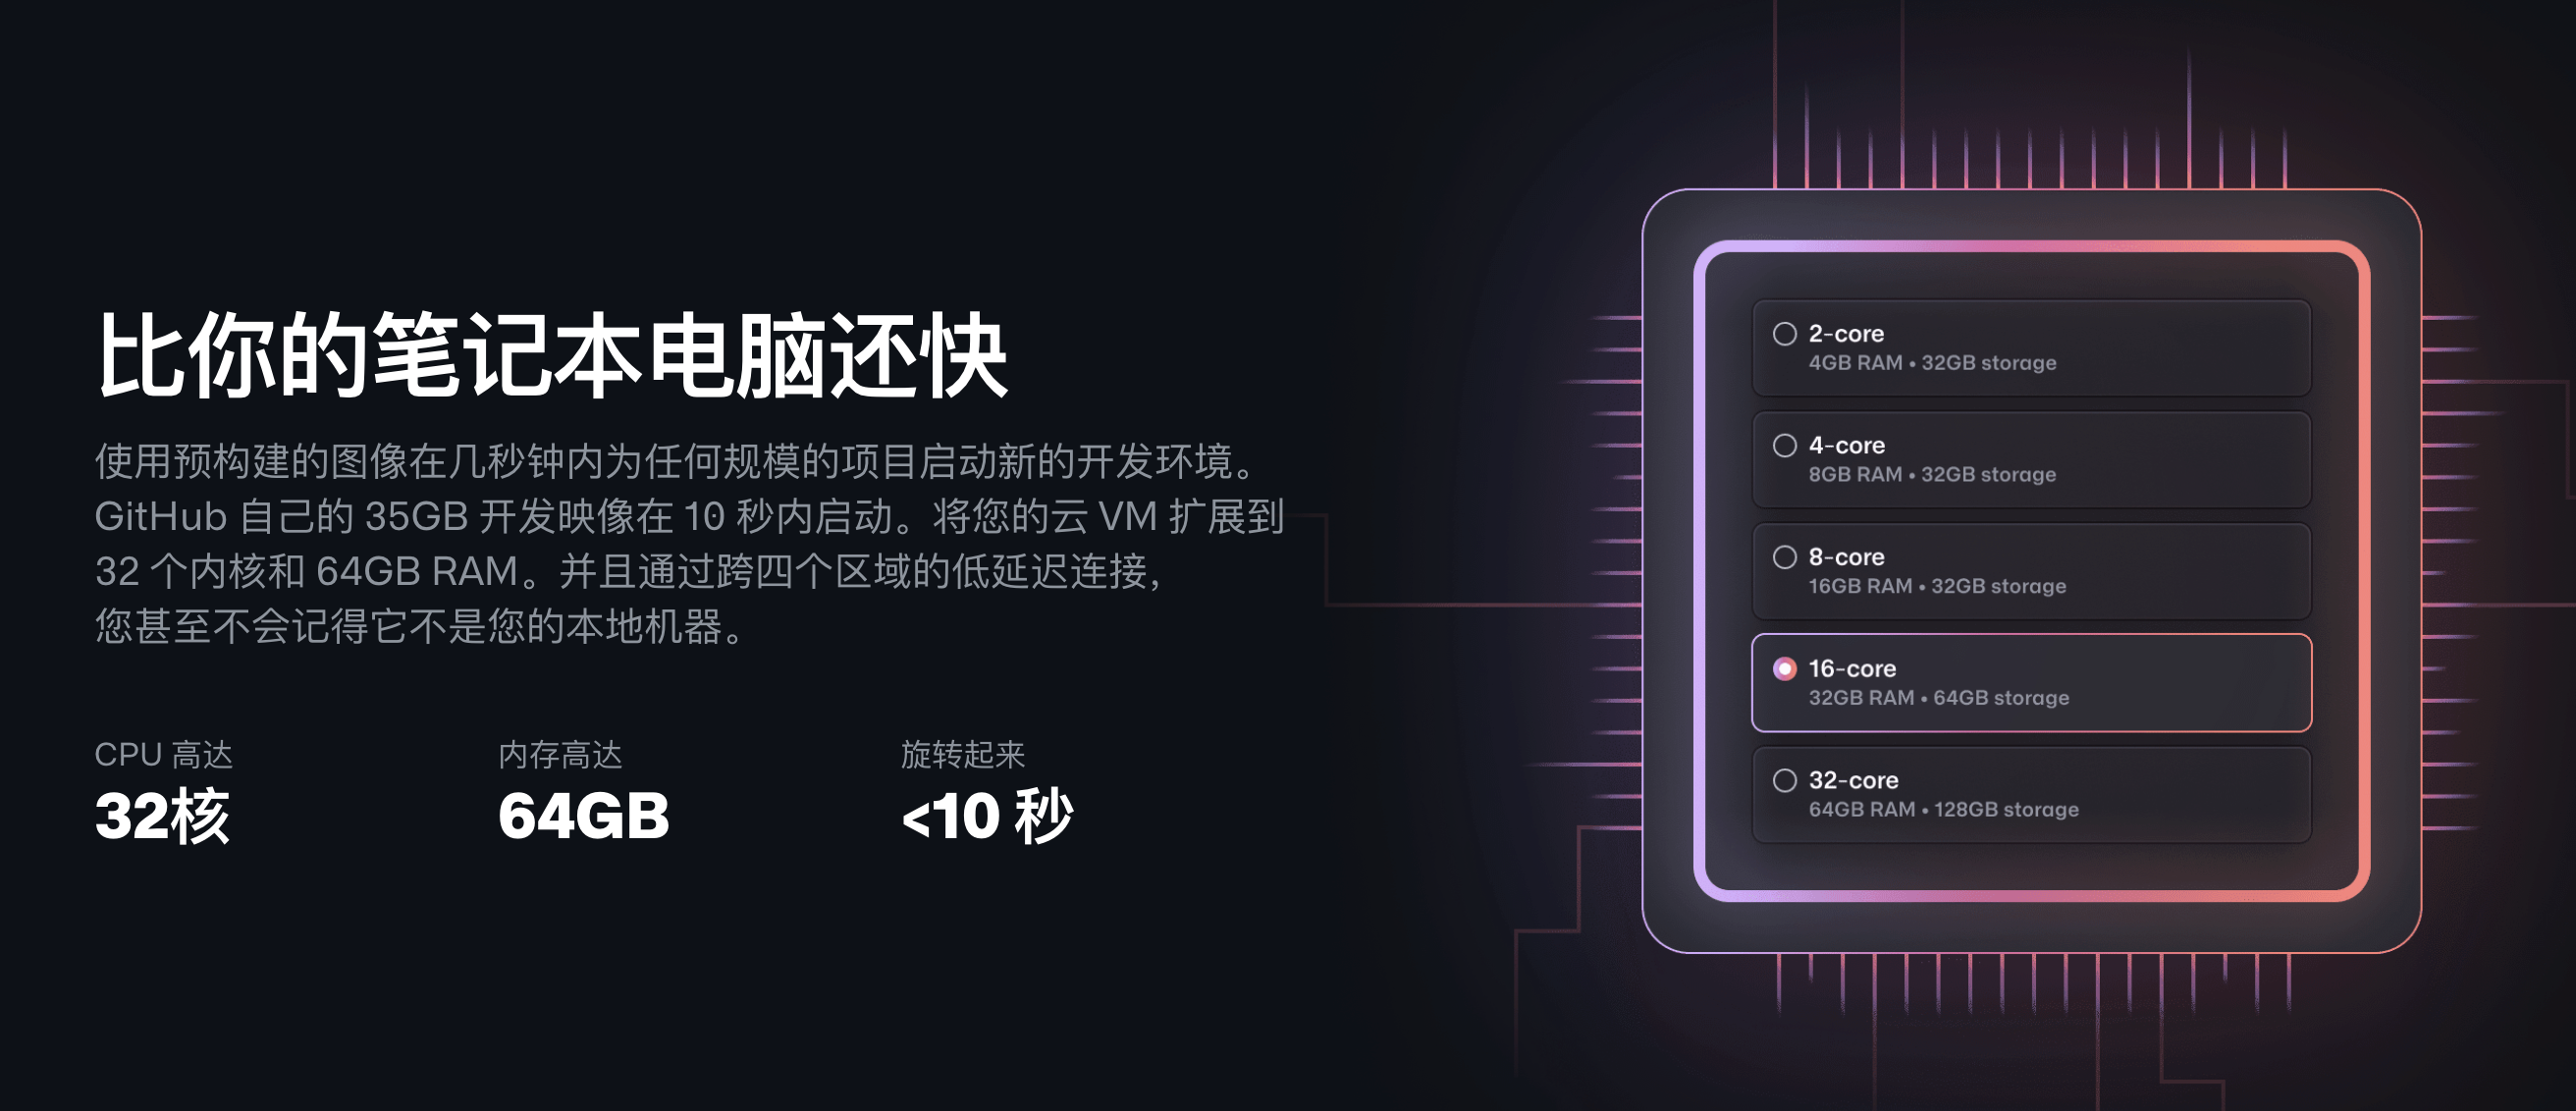 比你的笔记本电脑还快
使用预构建的图像在几秒钟内为任何规模的项目启动新的开发环境。
GitHub 自己的 35GB 开发映像在 10 秒内启动。将您的云 VM 扩展到
32 个内核和 64GB RAM。并且通过跨四个区域的低延迟连接，
您甚至不会记得它不是您的本地机器。
CPU 高达
32核
内存高达
64GB
旋转起来
<10 秒
2-core
4GB RAM • 32GB storage
4-core
8GB RAM • 32GB storage
8-core
16GB RAM • 32GB storage
16-core
32GB RAM • 64GB storage
32-core
64GB RAM • 128GB storage